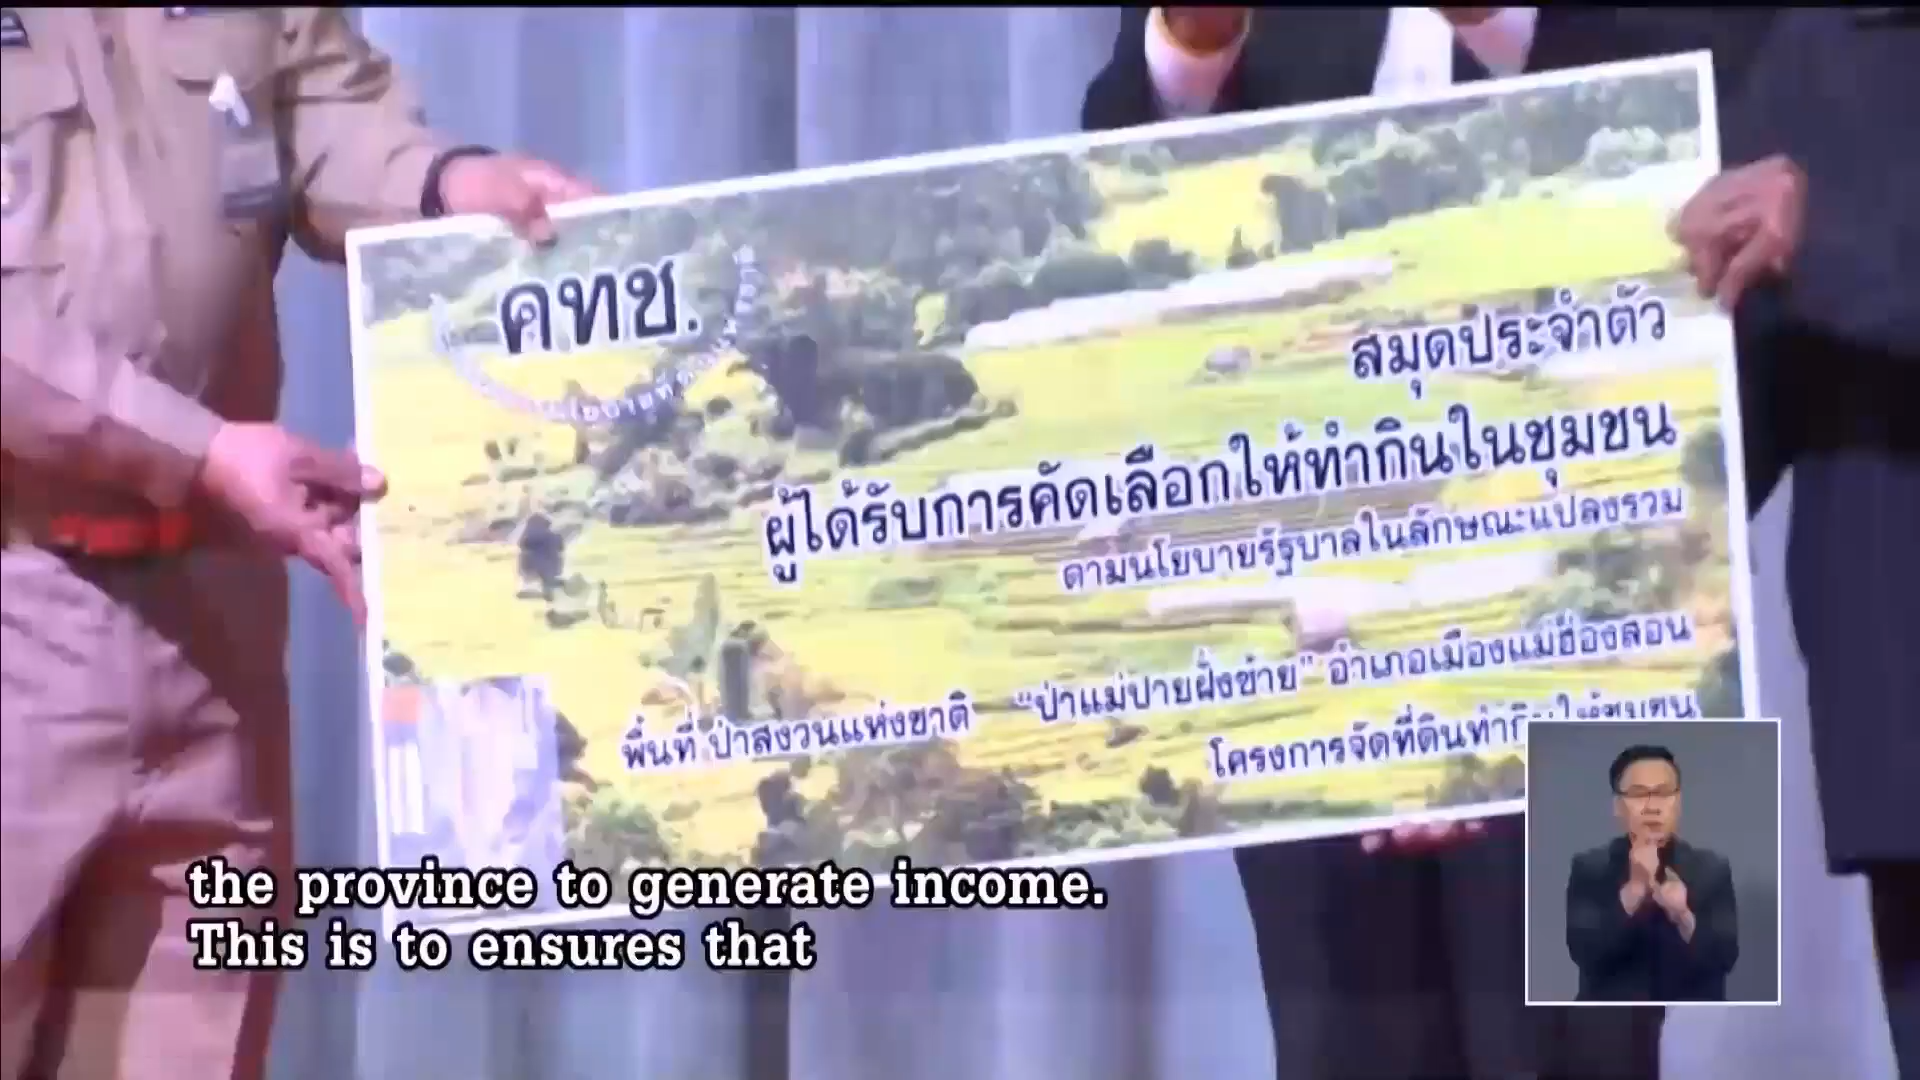 คทช.
สมุดประจำตัว
ผู้ได้รับการคัดเลือกให้ทำกินในชุมชน
ตามนโยบายรัฐบาลในลักษณะแปลงรวม
พื้นที่ ป่าสงวนแห่งชาติ "ป่าแม่ปายฝั่งซ้าย" อำเภอเมืองแม่ฮ่องสอน
โครงการจัดที่ดินทำกินให้ชุมชน
the province to generate income.
This is to ensures that